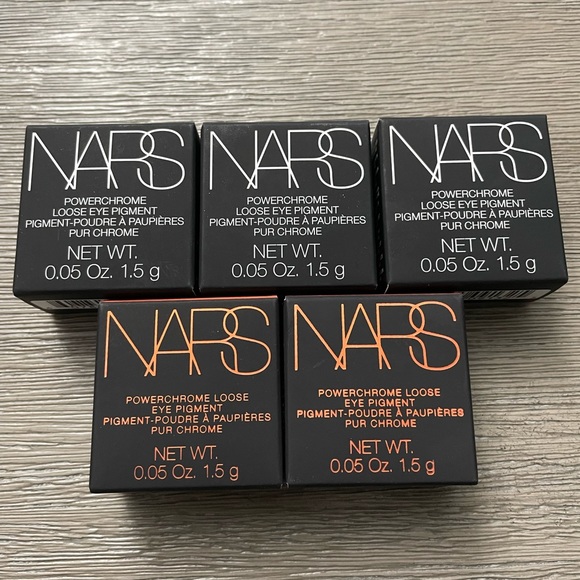 NARS
POWERCHROME
LOOSE EYE PIGMENT
PIGMENT-POUDRE À PAUPIÈRES
PUR CHROME
NET WT.
0.05 Oz. 1.5 g
NARS
POWERCHROME
LOOSE EYE PIGMENT
PIGMENT-POUDRE À PAUPIÈRES
PUR CHROME
NET WT.
0.05 Oz. 1.5 g
NARS
POWERCHROME
LOOSE EYE PIGMENT
PIGMENT-POUDRE À PAUPIÈRES
PUR CHROME
NET WT.
0.05 Oz. 1.5 g
NARS
POWERCHROME LOOSE
EYE PIGMENT
PIGMENT-POUDRE À PAUPIÈRES
PUR CHROME
NET WT.
0.05 Oz. 1.5 g
NARS
POWERCHROME LOOSE
EYE PIGMENT
PIGMENT-POUDRE À PAUPIÈRES
PUR CHROME
NET WT.
0.05 Oz. 1.5 g